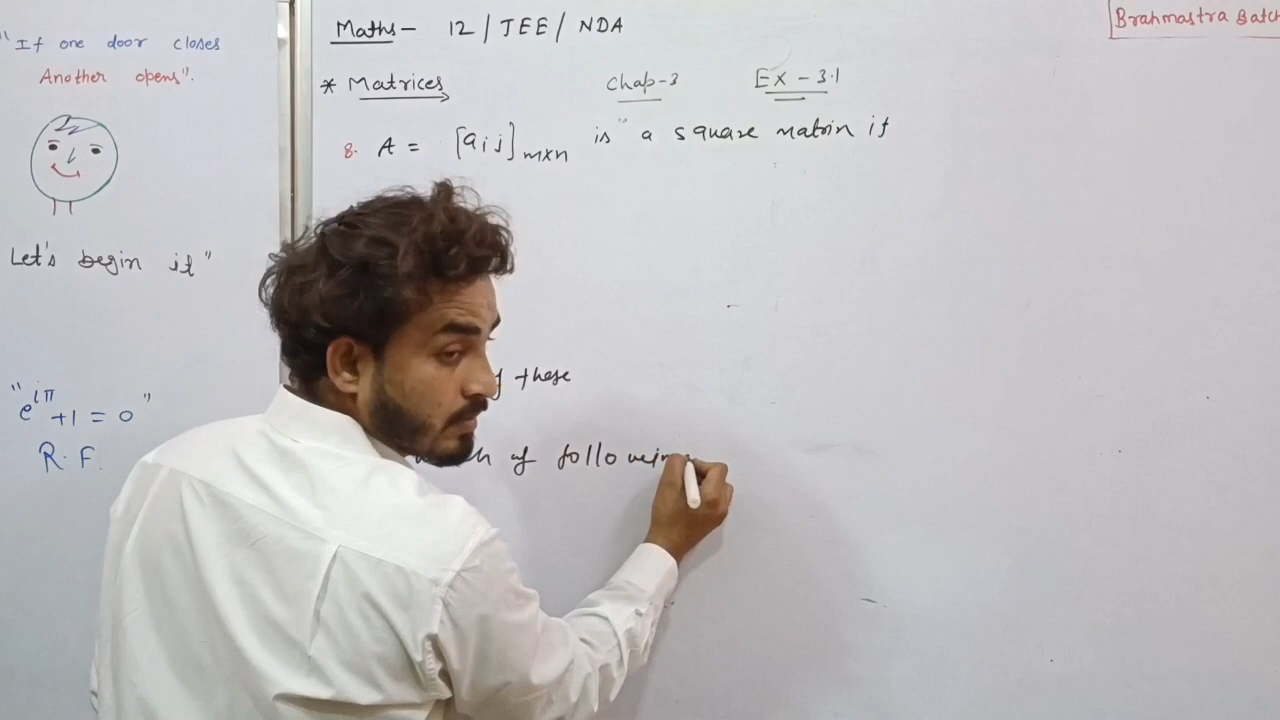 "If one door closes
Another opens".
Let's begin it"
"e^{iπ} + 1 = 0"
R.F.
Maths – 12 / JEE / NDA
Brahmastra Batch
* Matrices Chap-3 Ex – 3.1
8. A = [aij]m×n is a square matrix if
these
of following